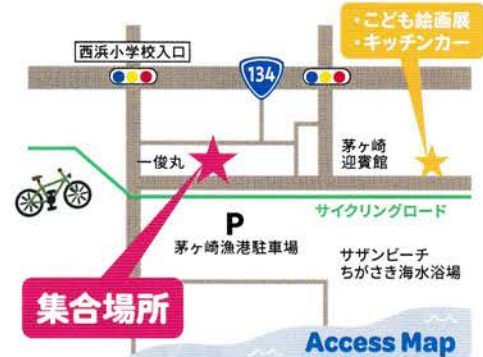 ・こども絵画展
・キッチンカー
西浜小学校入口
134
一俊丸
茅ヶ崎
迎賓館
サイクリングロード
P
茅ヶ崎漁港駐車場
サザンビーチ
ちがさき海水浴場
集合場所
Access Map